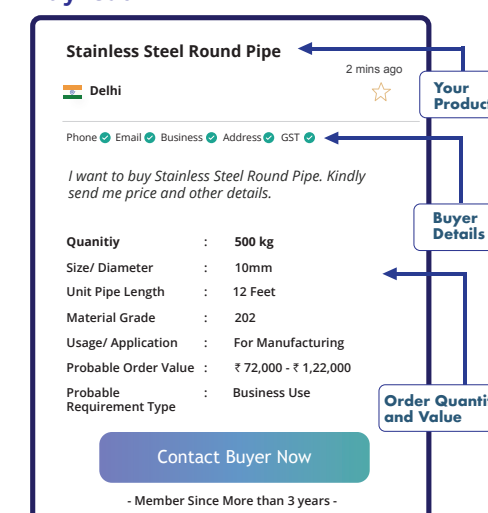 Stainless Steel Round Pipe
2 mins ago
Delhi
Your
Product
Phone Email Business Address GST
I want to buy Stainless Steel Round Pipe. Kindly
send me price and other details.
Buyer
Details
Quanitiy : 500 kg
Size/ Diameter : 10mm
Unit Pipe Length : 12 Feet
Material Grade : 202
Usage/ Application : For Manufacturing
Probable Order Value : ₹ 72,000 - ₹ 1,22,000
Probable : Business Use
Requirement Type
Order Quantity
and Value
Contact Buyer Now
- Member Since More than 3 years -